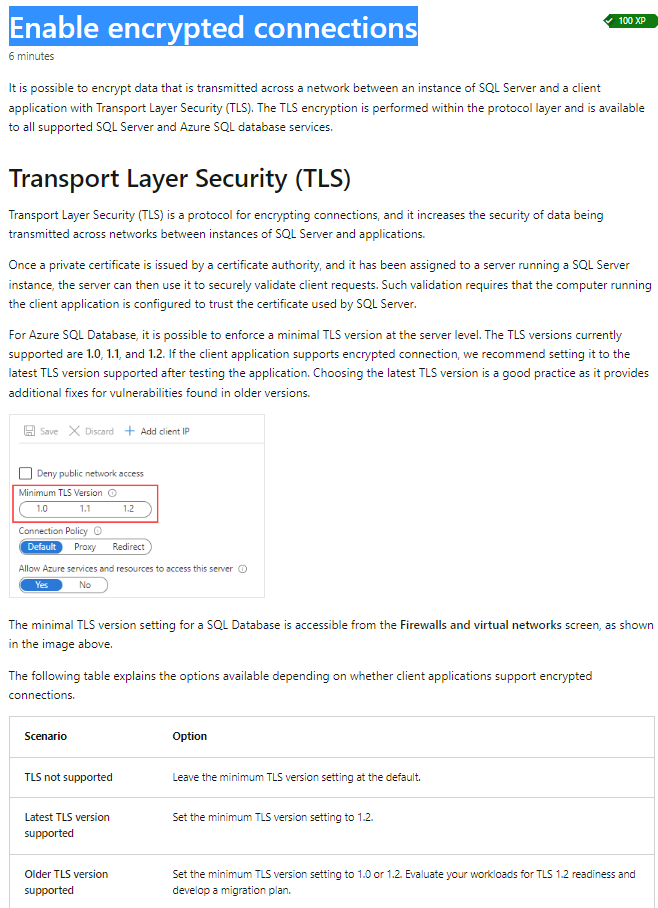 Enable encrypted connections
100 XP
6 minutes
It is possible to encrypt data that is transmitted across a network between an instance of SQL Server and a client
application with Transport Layer Security (TLS). The TLS encryption is performed within the protocol layer and is available
to all supported SQL Server and Azure SQL database services.
Transport Layer Security (TLS)
Transport Layer Security (TLS) is a protocol for encrypting connections, and it increases the security of data being
transmitted across networks between instances of SQL Server and applications.
Once a private certificate is issued by a certificate authority, and it has been assigned to a server running a SQL Server
instance, the server can then use it to securely validate client requests. Such validation requires that the computer running
the client application is configured to trust the certificate used by SQL Server.
For Azure SQL Database, it is possible to enforce a minimal TLS version at the server level. The TLS versions currently
supported are 1.0, 1.1, and 1.2. If the client application supports encrypted connection, we recommend setting it to the
latest TLS version supported after testing the application. Choosing the latest TLS version is a good practice as it provides
additional fixes for vulnerabilities found in older versions.
Save Discard Add client IP
Deny public network access
Minimum TLS Version
1.0 1.1 1.2
Connection Policy
Default Proxy Redirect
Allow Azure services and resources to access this server
Yes No
The minimal TLS version setting for a SQL Database is accessible from the Firewalls and virtual networks screen, as shown
in the image above.
The following table explains the options available depending on whether client applications support encrypted
connections.
Scenario Option
TLS not supported Leave the minimum TLS version setting at the default.
Latest TLS version Set the minimum TLS version setting to 1.2.
supported
Older TLS version Set the minimum TLS version setting to 1.0 or 1.2. Evaluate your workloads for TLS 1.2 readiness and
supported develop a migration plan.